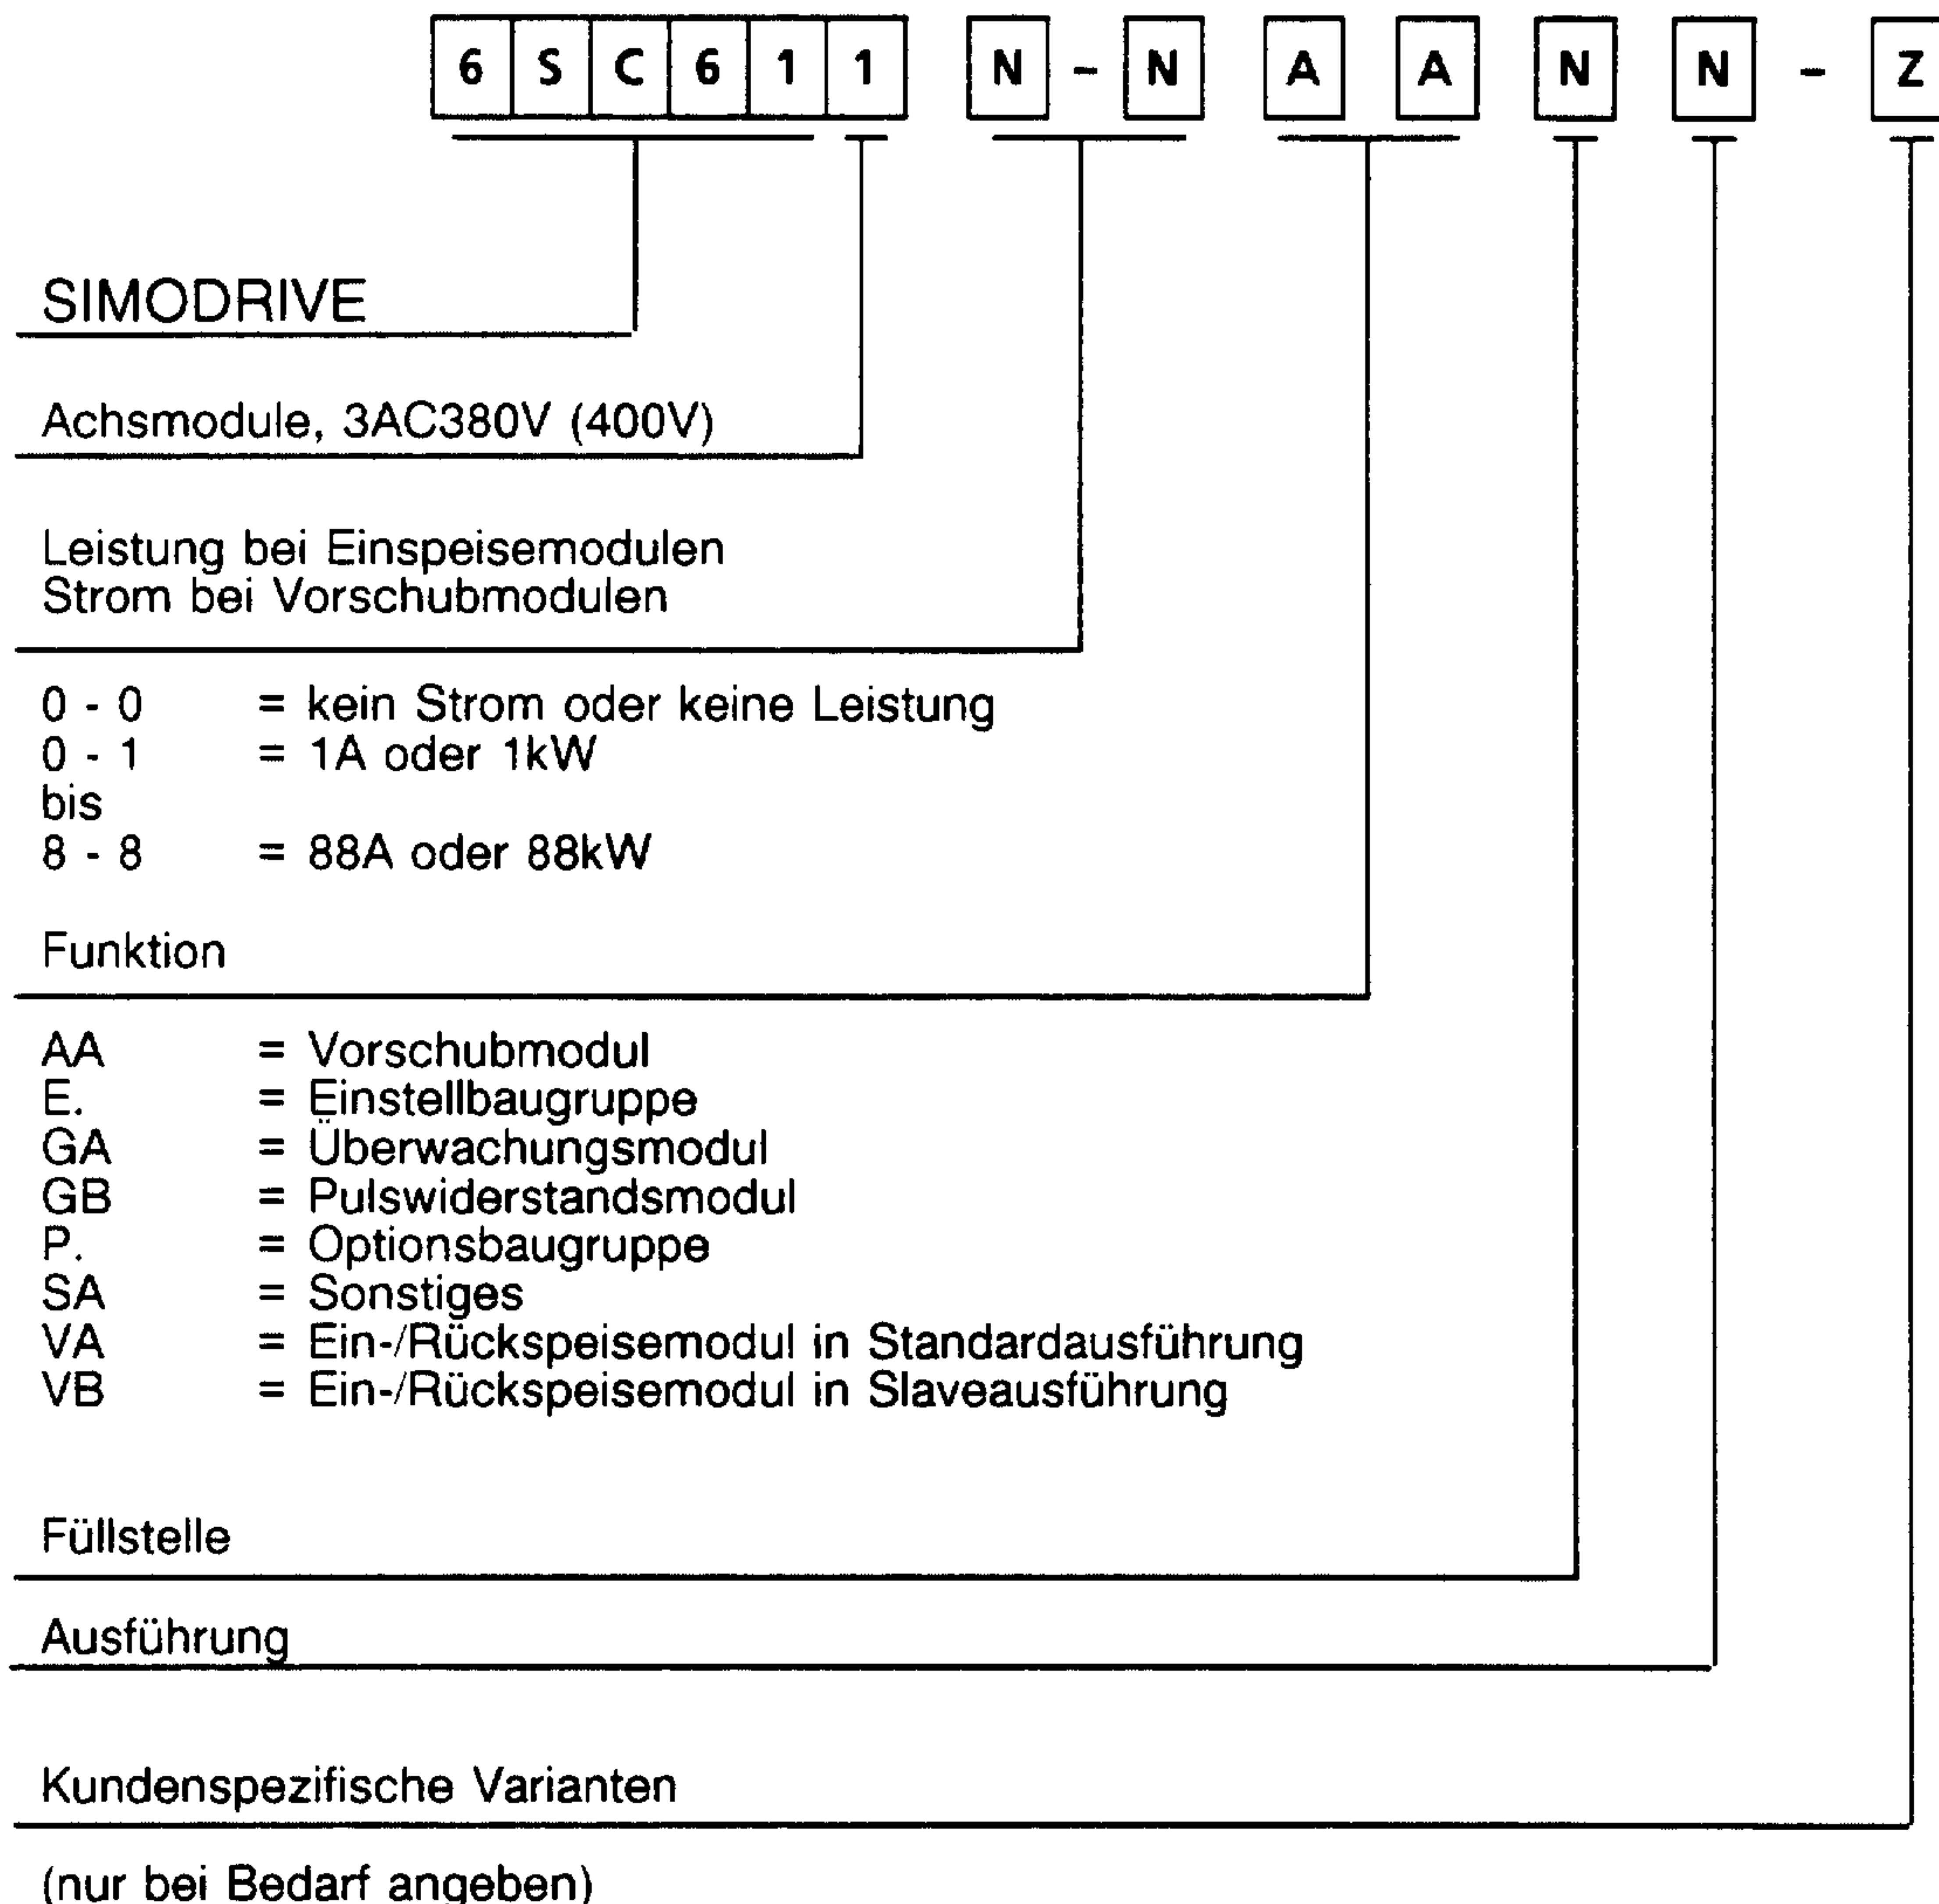 6 S C 6 1 1 N - N A A N N - Z
SIMODRIVE
Achsmodule, 3AC380V (400V)
Leistung bei Einspeisemodulen
Strom bei Vorschubmodulen
0 - 0 = kein Strom oder keine Leistung
0 - 1 = 1A oder 1kW
bis
8 - 8 = 88A oder 88kW
Funktion
AA = Vorschubmodul
E. = Einstellbaugruppe
GA = Überwachungsmodul
GB = Pulswiderstandsmodul
P. = Optionsbaugruppe
SA = Sonstiges
VA = Ein-/Rückspeisemodul in Standardausführung
VB = Ein-/Rückspeisemodul in Slaveausführung
Füllstelle
Ausführung
Kundenspezifische Varianten
(nur bei Bedarf angeben)